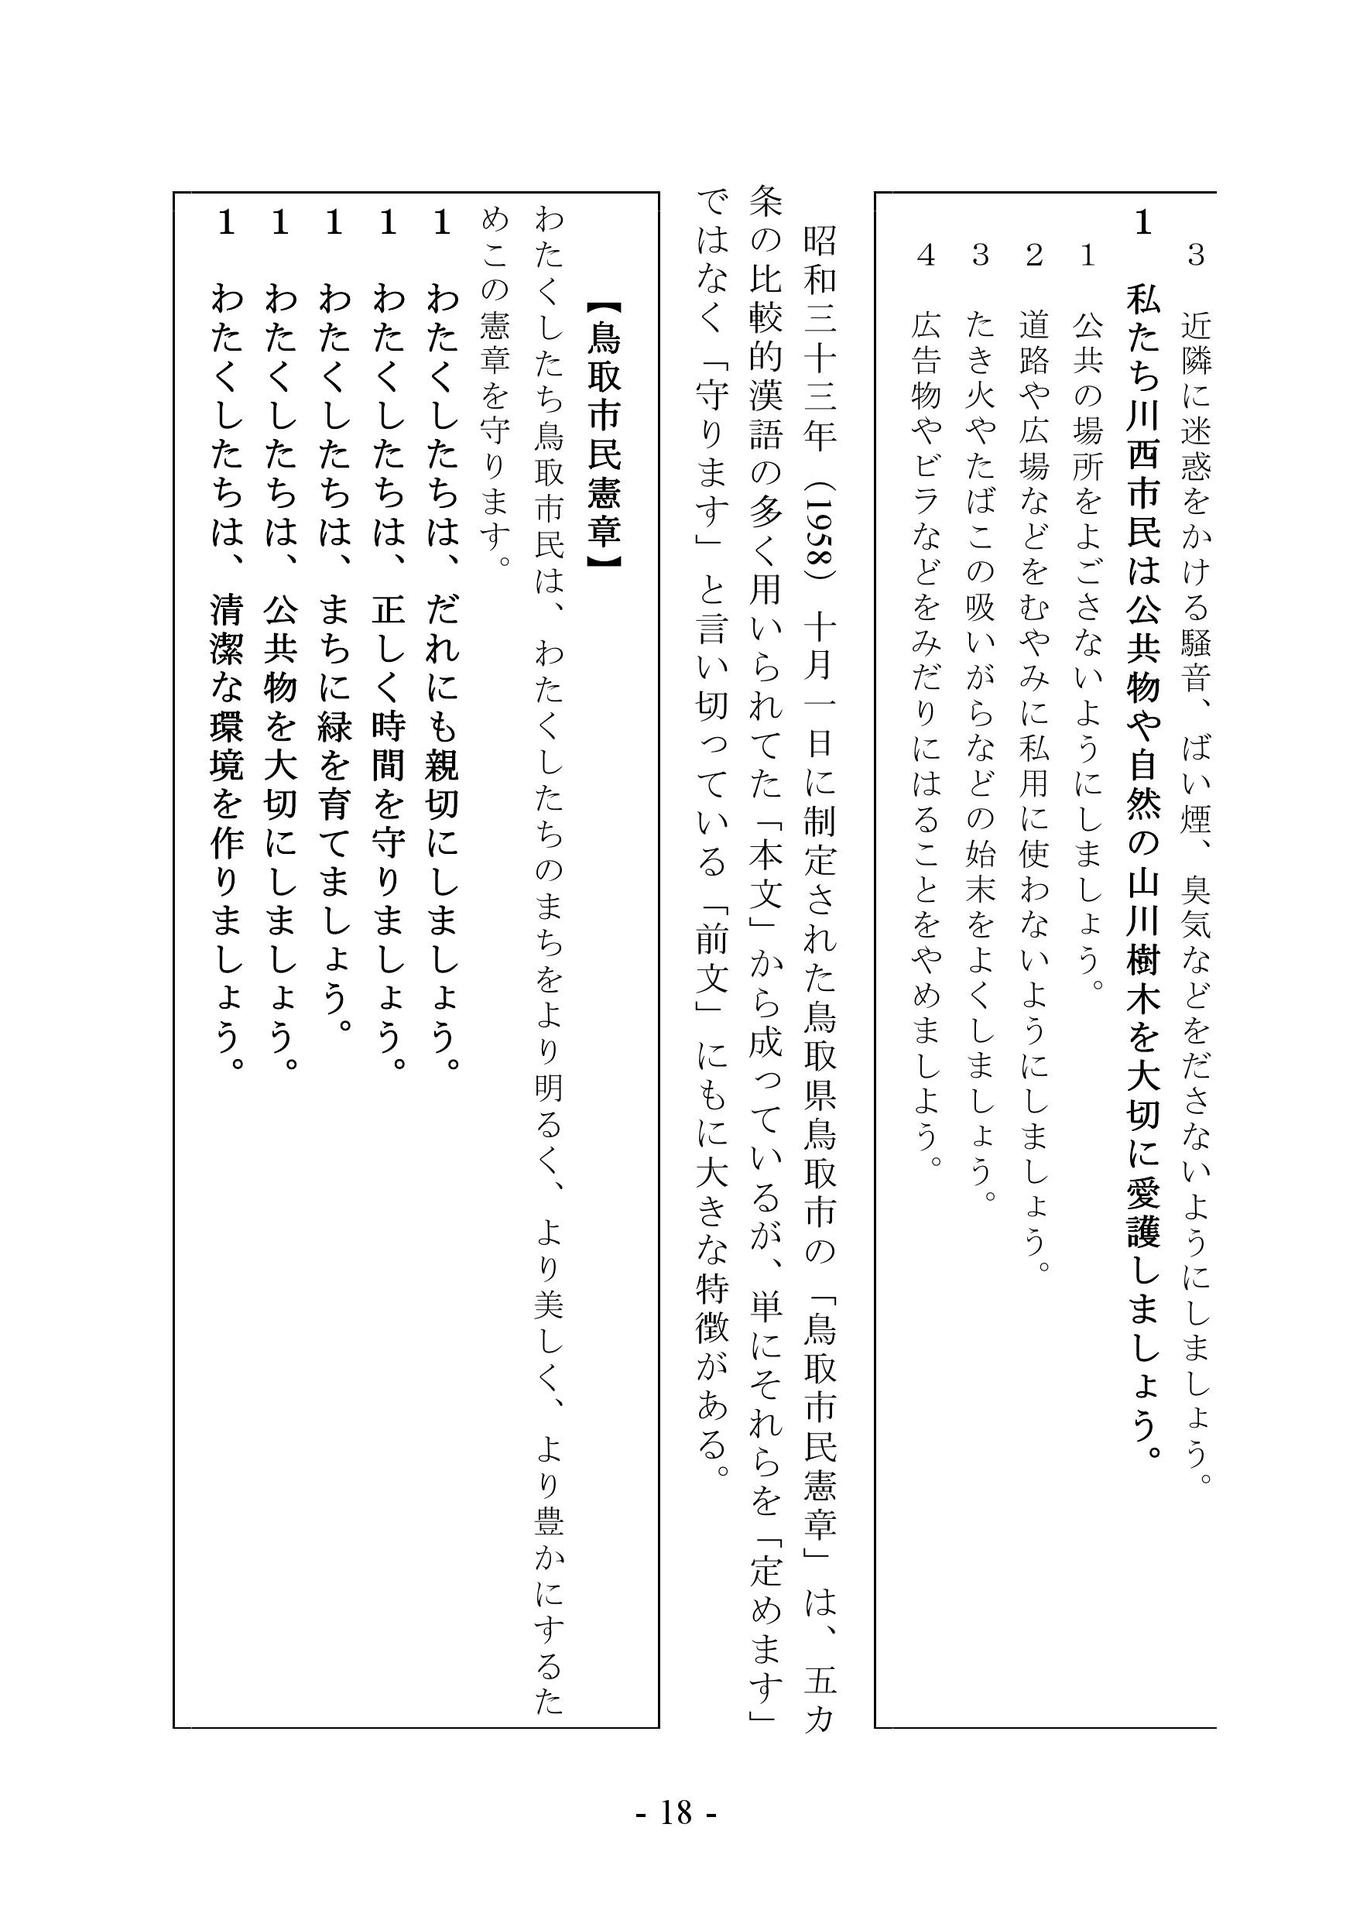 3　近隣に迷惑をかける騒音、ばい煙、臭気などをださないようにしましょう。
1　私たち川西市民は公共物や自然の山川樹木を大切に愛護しましょう。
1　公共の場所をよごさないようにしましょう。
2　道路や広場などをむやみに私用に使わないようにしましょう。
3　たき火やたばこの吸いがらなどの始末をよくしましょう。
4　広告物やビラなどをみだりにはることをやめましよう。
昭和三十三年（1958）十月一日に制定された鳥取県鳥取市の「鳥取市民憲章」は、五カ
条の比較的漢語の多く用いられてた「本文」から成っているが、単にそれらを「定めます」
ではなく「守ります」と言い切っている「前文」にもに大きな特徴がある。
【鳥取市民憲章】
わたくしたち鳥取市民は、わたくしたちのまちをより明るく、より美しく、より豊かにするた
めこの憲章を守ります。
1　わたくしたちは、だれにも親切にしましょう。
1　わたくしたちは、正しく時間を守りましょう。
1　わたくしたちは、まちに緑を育てましょう。
1　わたくしたちは、公共物を大切にしましょう。
1　わたくしたちは、清潔な環境を作りましょう。
- 18 -